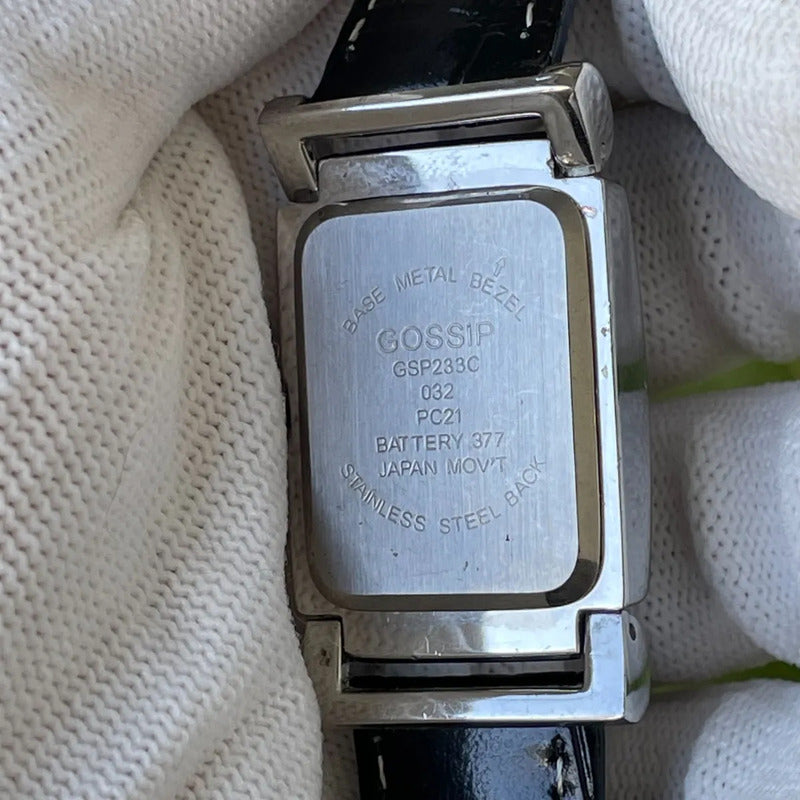 BASE METAL BEZEL
GOSSIP
GSP233C
032
PC21
BATTERY 377
JAPAN MOV'T
STAINLESS STEEL BACK